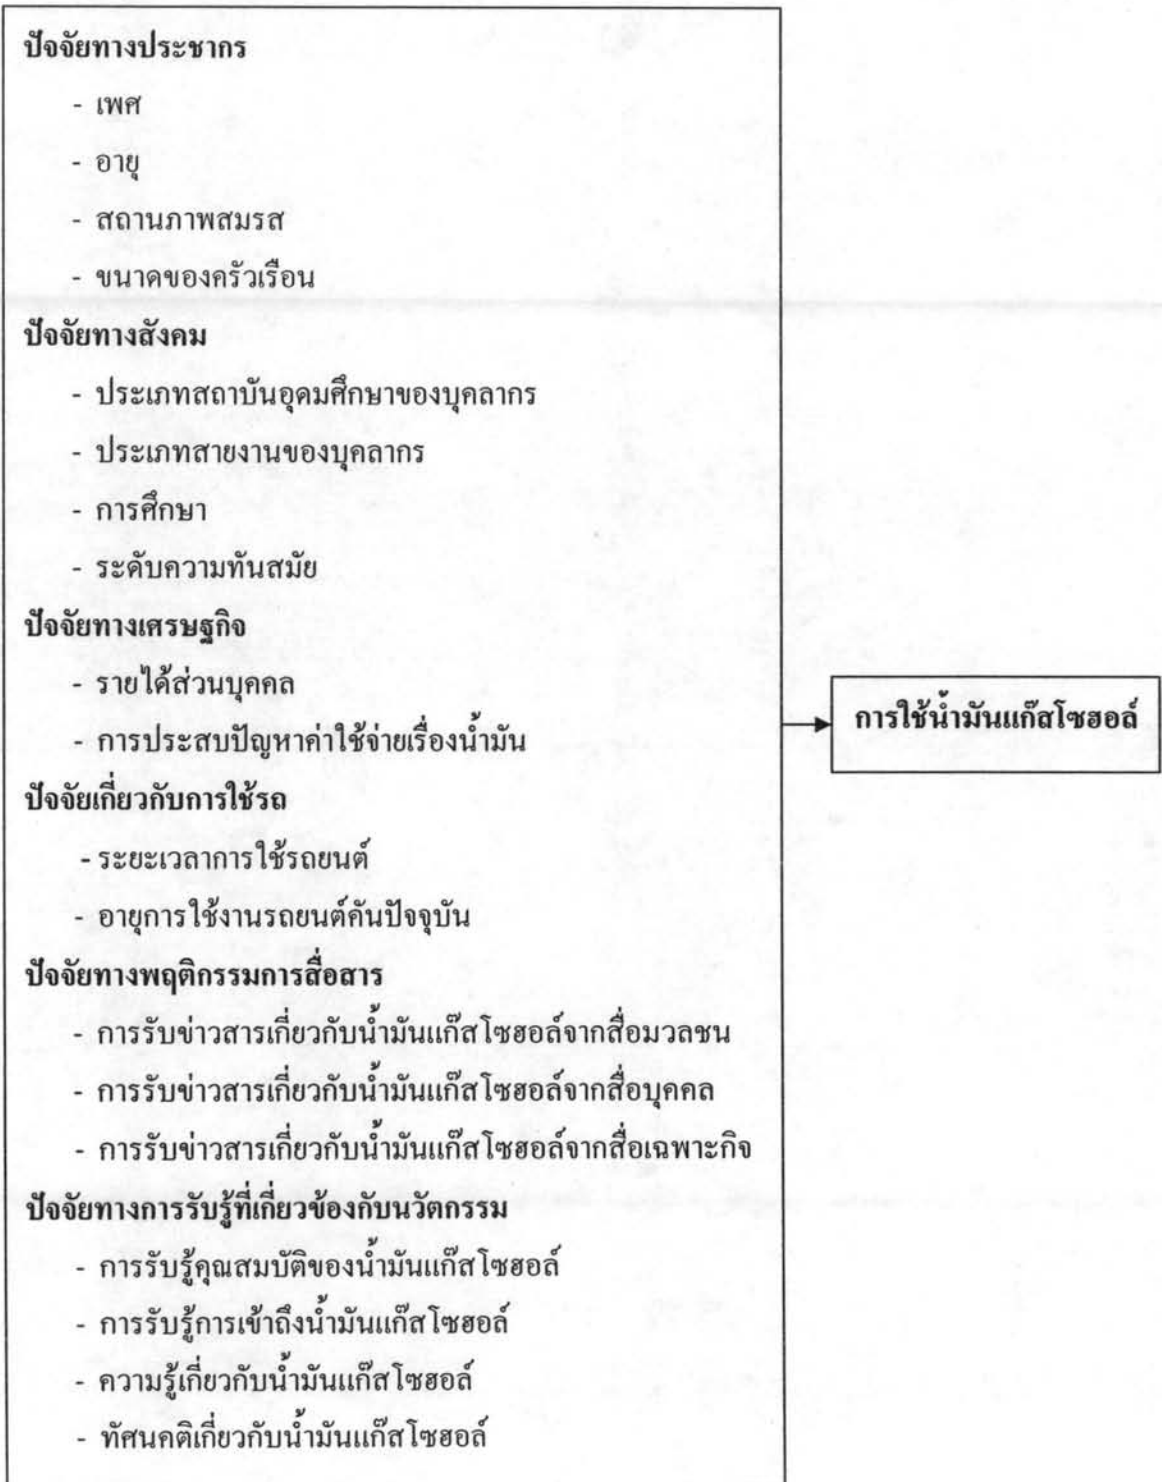 ปัจจัยทางประชากร
- เพศ
- อายุ
- สถานภาพสมรส
- ขนาดของครัวเรือน
ปัจจัยทางสังคม
- ประเภทสถาบันอุดมศึกษาของบุคลากร
- ประเภทสายงานของบุคลากร
- การศึกษา
- ระดับความทันสมัย
ปัจจัยทางเศรษฐกิจ
- รายได้ส่วนบุคคล
- การประสบปัญหาค่าใช้จ่ายเรื่องน้ำมัน
ปัจจัยเกี่ยวกับการใช้รถ
- ระยะเวลาการใช้รถยนต์
- อายุการใช้งานรถยนต์คันปัจจุบัน
ปัจจัยทางพฤติกรรมการสื่อสาร
- การรับข่าวสารเกี่ยวกับน้ำมันแก๊สโซฮอล์จากสื่อมวลชน
- การรับข่าวสารเกี่ยวกับน้ำมันแก๊สโซฮอล์จากสื่อบุคคล
- การรับข่าวสารเกี่ยวกับน้ำมันแก๊สโซฮอล์จากสื่อเฉพาะกิจ
ปัจจัยทางการรับรู้ที่เกี่ยวข้องกับนวัตกรรม
- การรับรู้คุณสมบัติของน้ำมันแก๊สโซฮอล์
- การรับรู้การเข้าถึงน้ำมันแก๊สโซฮอล์
- ความรู้เกี่ยวกับน้ำมันแก๊สโซฮอล์
- ทัศนคติเกี่ยวกับน้ำมันแก๊สโซฮอล์
การใช้น้ำมันแก๊สโซฮอล์